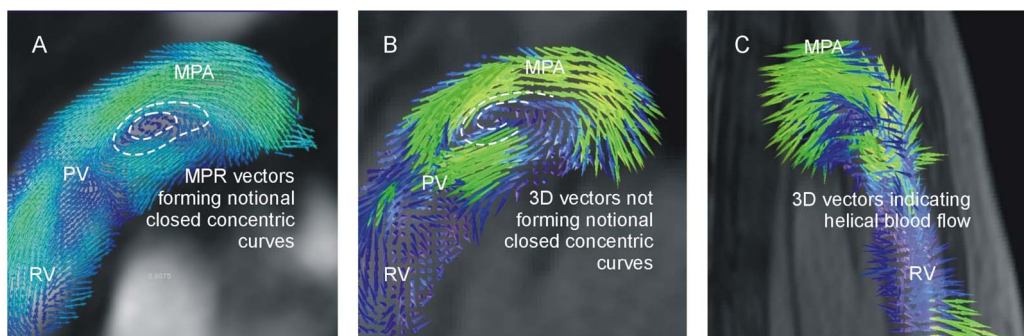 A
MPA
PV
MPR vectors
forming notional
closed concentric
curves
RV
B
MPA
PV
3D vectors not
forming notional
closed concentric
curves
RV
C
MPA
3D vectors indicating
helical blood flow
RV